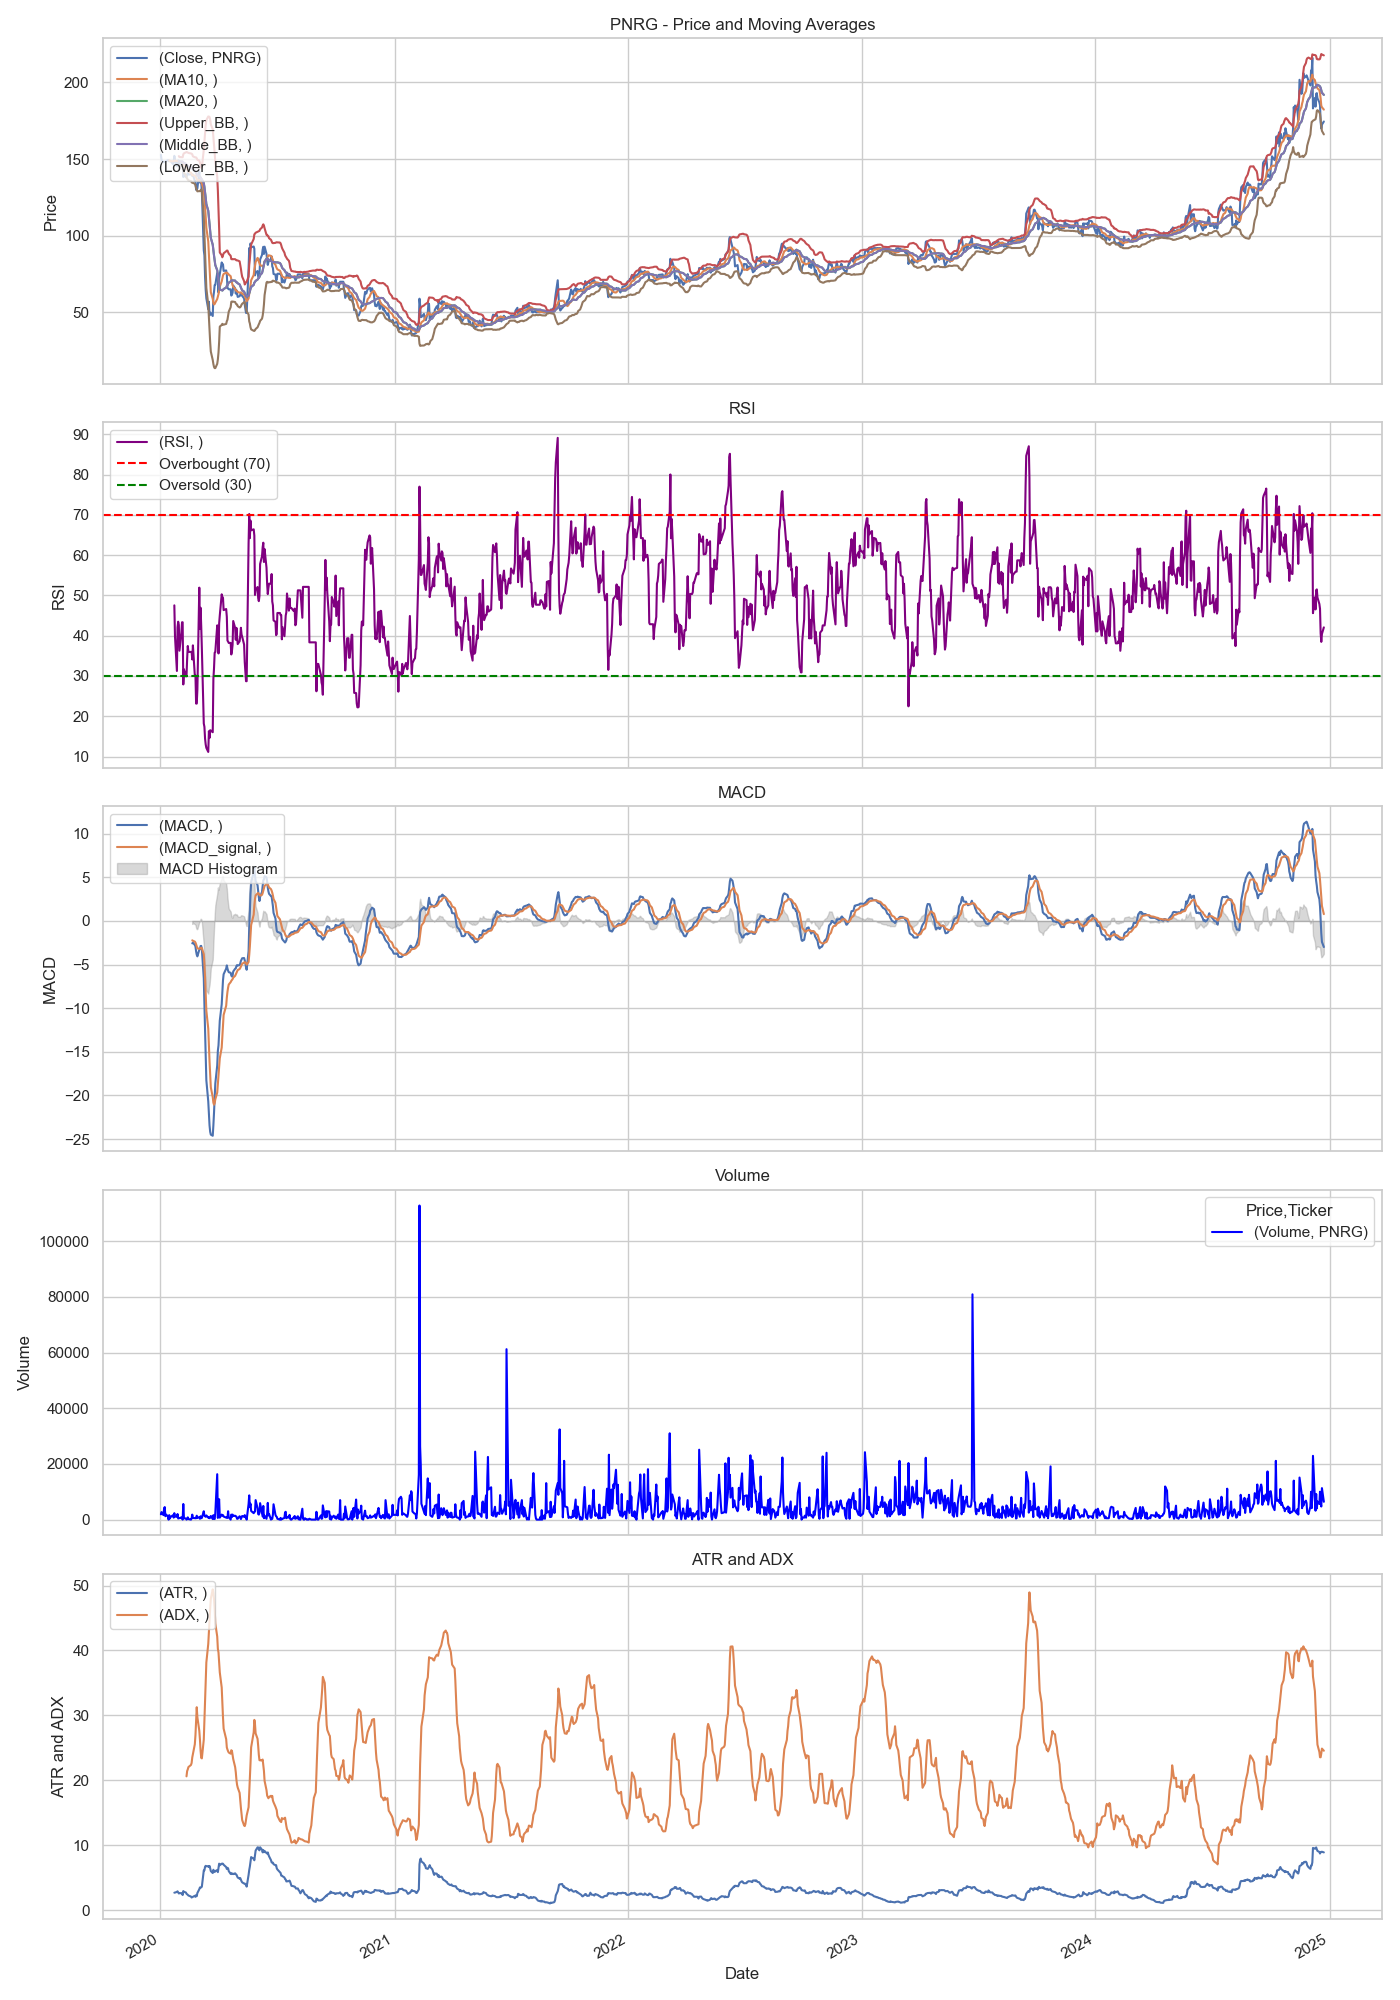 PNRG - Price and Moving Averages
(Close, PNRG)
(MA10, )
(MA20, )
(Upper_BB, )
(Middle_BB, )
(Lower_BB, )
Price
200
150
100
50
RSI
(RSI, )
Overbought (70)
Oversold (30)
RSI
90
80
70
60
50
40
30
20
10
MACD
(MACD, )
(MACD_signal, )
MACD Histogram
MACD
10
5
0
−5
−10
−15
−20
−25
Volume
Price,Ticker
(Volume, PNRG)
Volume
100000
80000
60000
40000
20000
0
ATR and ADX
(ATR, )
(ADX, )
ATR and ADX
50
40
30
20
10
0
2020
2021
2022
2023
2024
2025
Date